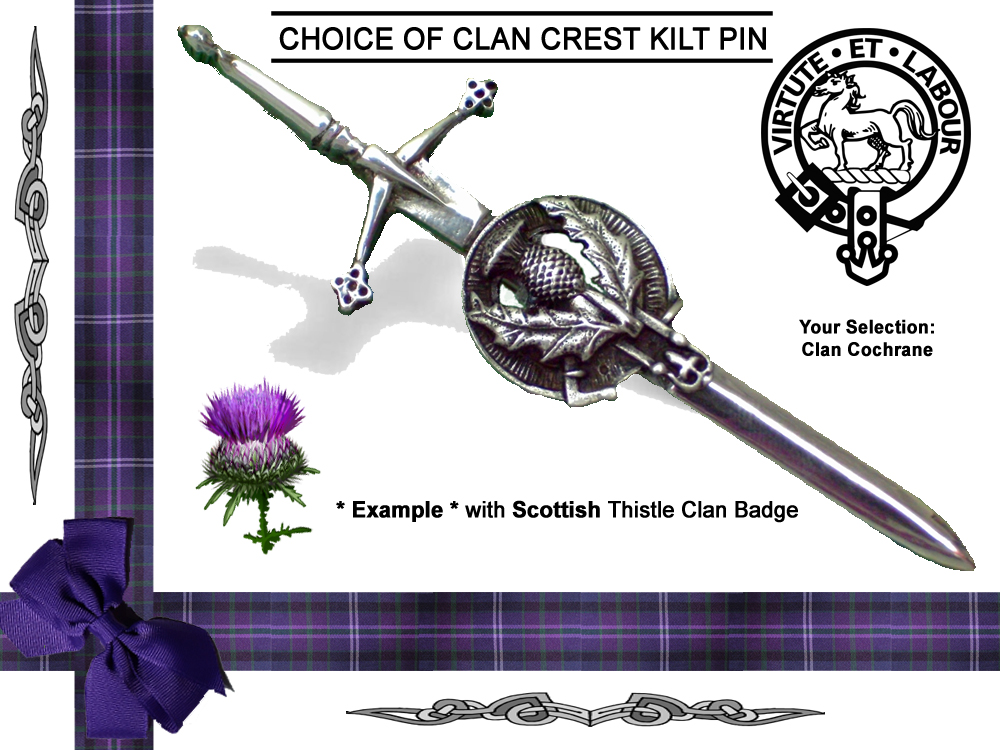 CHOICE OF CLAN CREST KILT PIN
VIRTUTE • ET • LABOUR
Your Selection:
Clan Cochrane
* Example * with Scottish Thistle Clan Badge